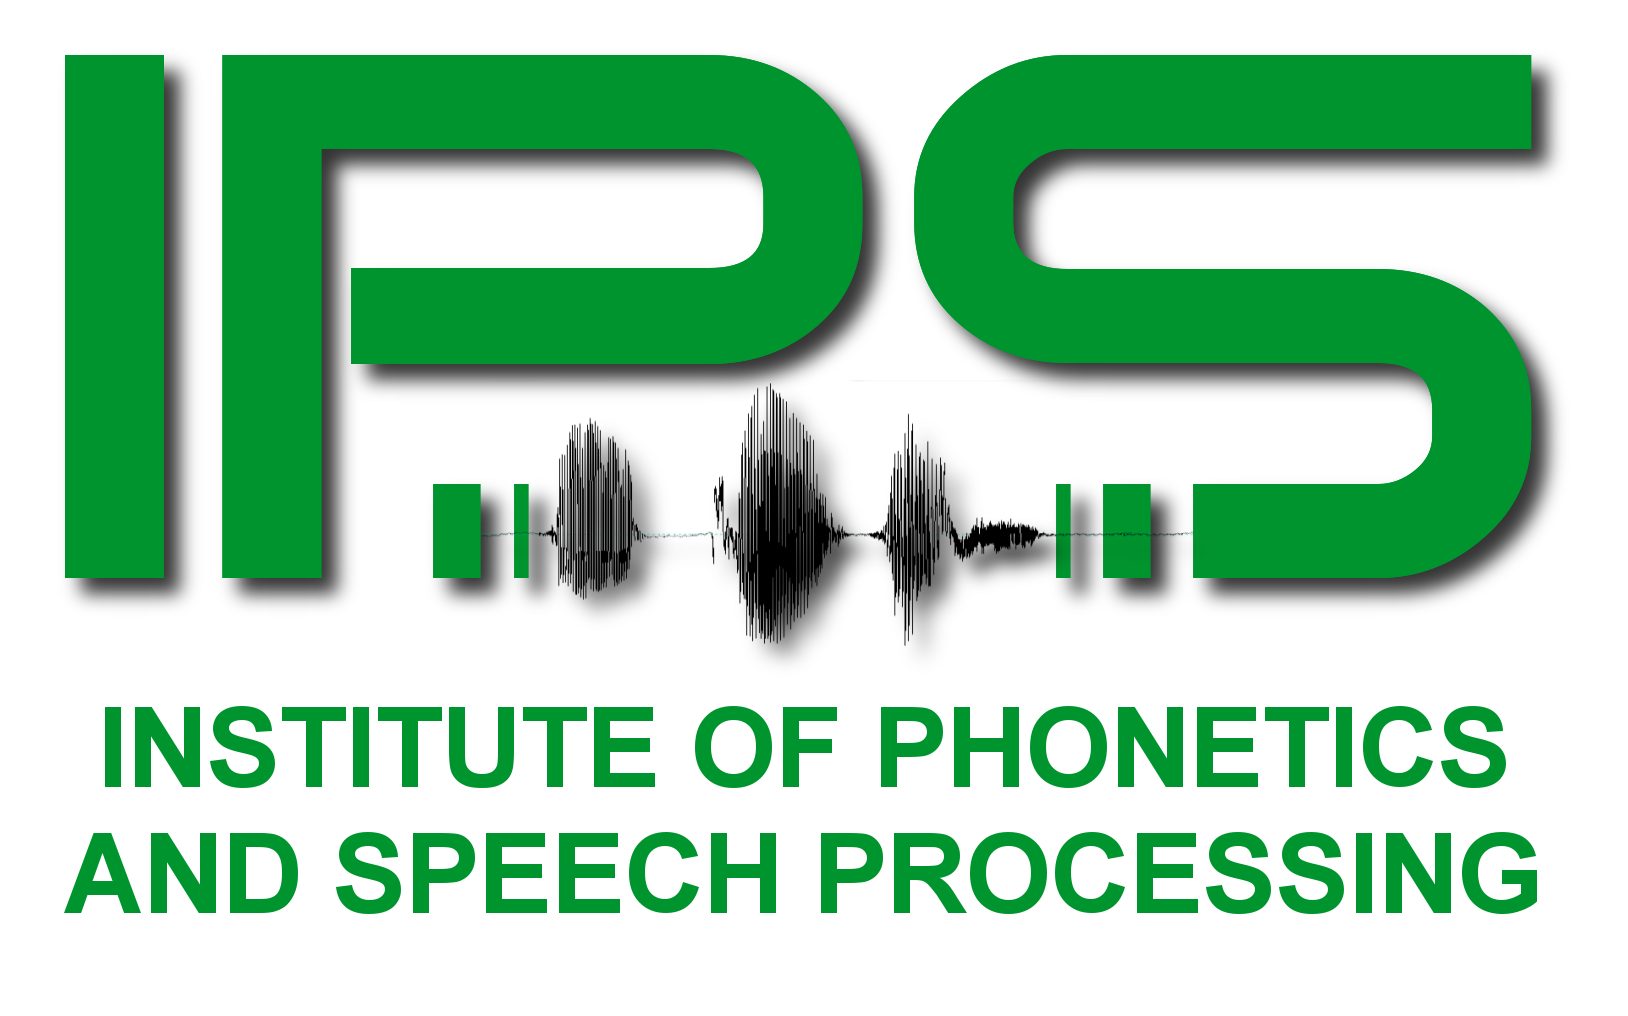 IPS
INSTITUTE OF PHONETICS
AND SPEECH PROCESSING